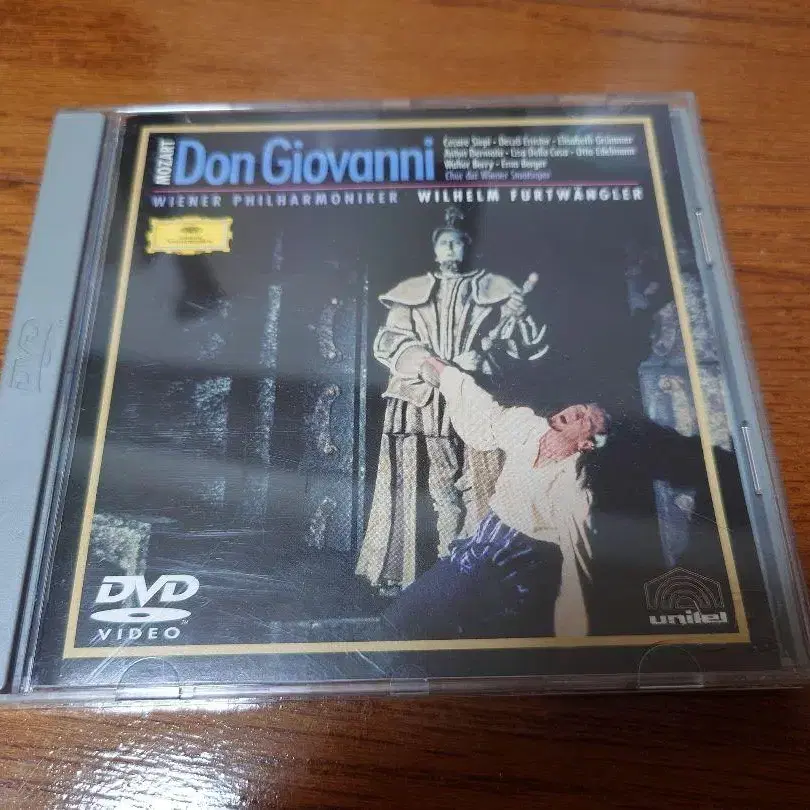 MOZART
Don Giovanni
Cesare Siepi · Dezsö Ernster · Elisabeth Grümmer
Anton Dermota · Lisa Della Casa · Otto Edelmann
Walter Berry · Erna Berger
Chor der Wiener Staatsoper
WIENER PHILHARMONIKER WILHELM FURTWÄNGLER
DVD
DVD
VIDEO
unitel